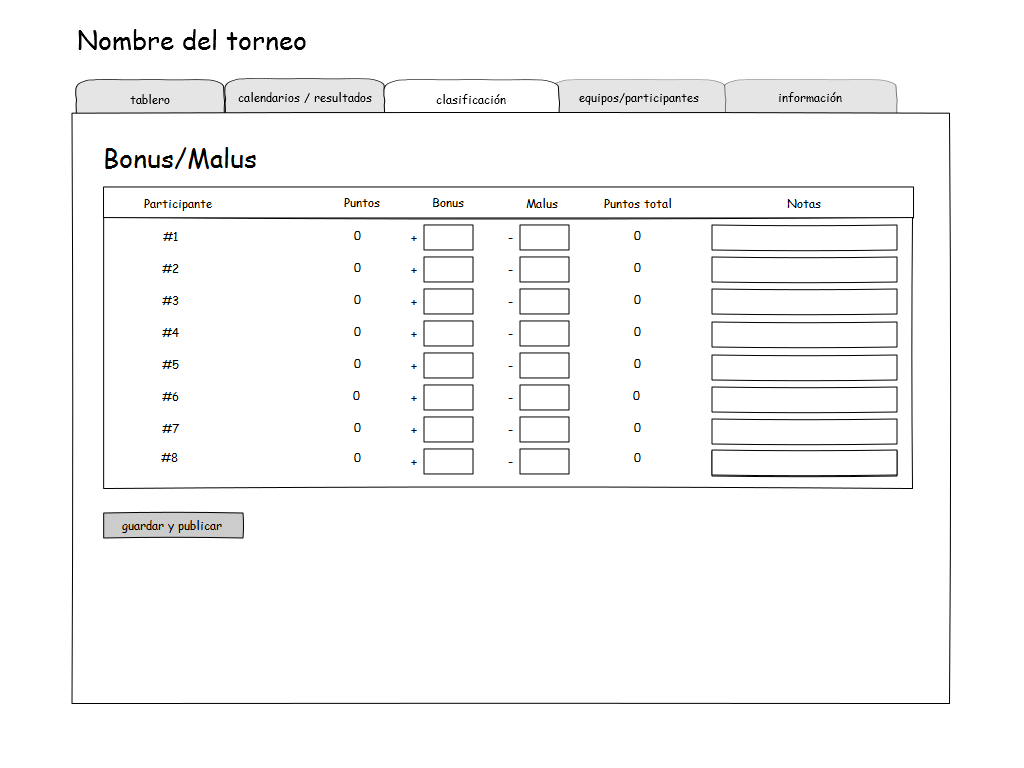 Nombre del torneo
tablero calendarios / resultados clasificación equipos/participantes información
Bonus/Malus
Participante Puntos Bonus Malus Puntos total Notas
#1 0 + - 0
#2 0 + - 0
#3 0 + - 0
#4 0 + - 0
#5 0 + - 0
#6 0 + - 0
#7 0 + - 0
#8 0 + - 0
guardar y publicar